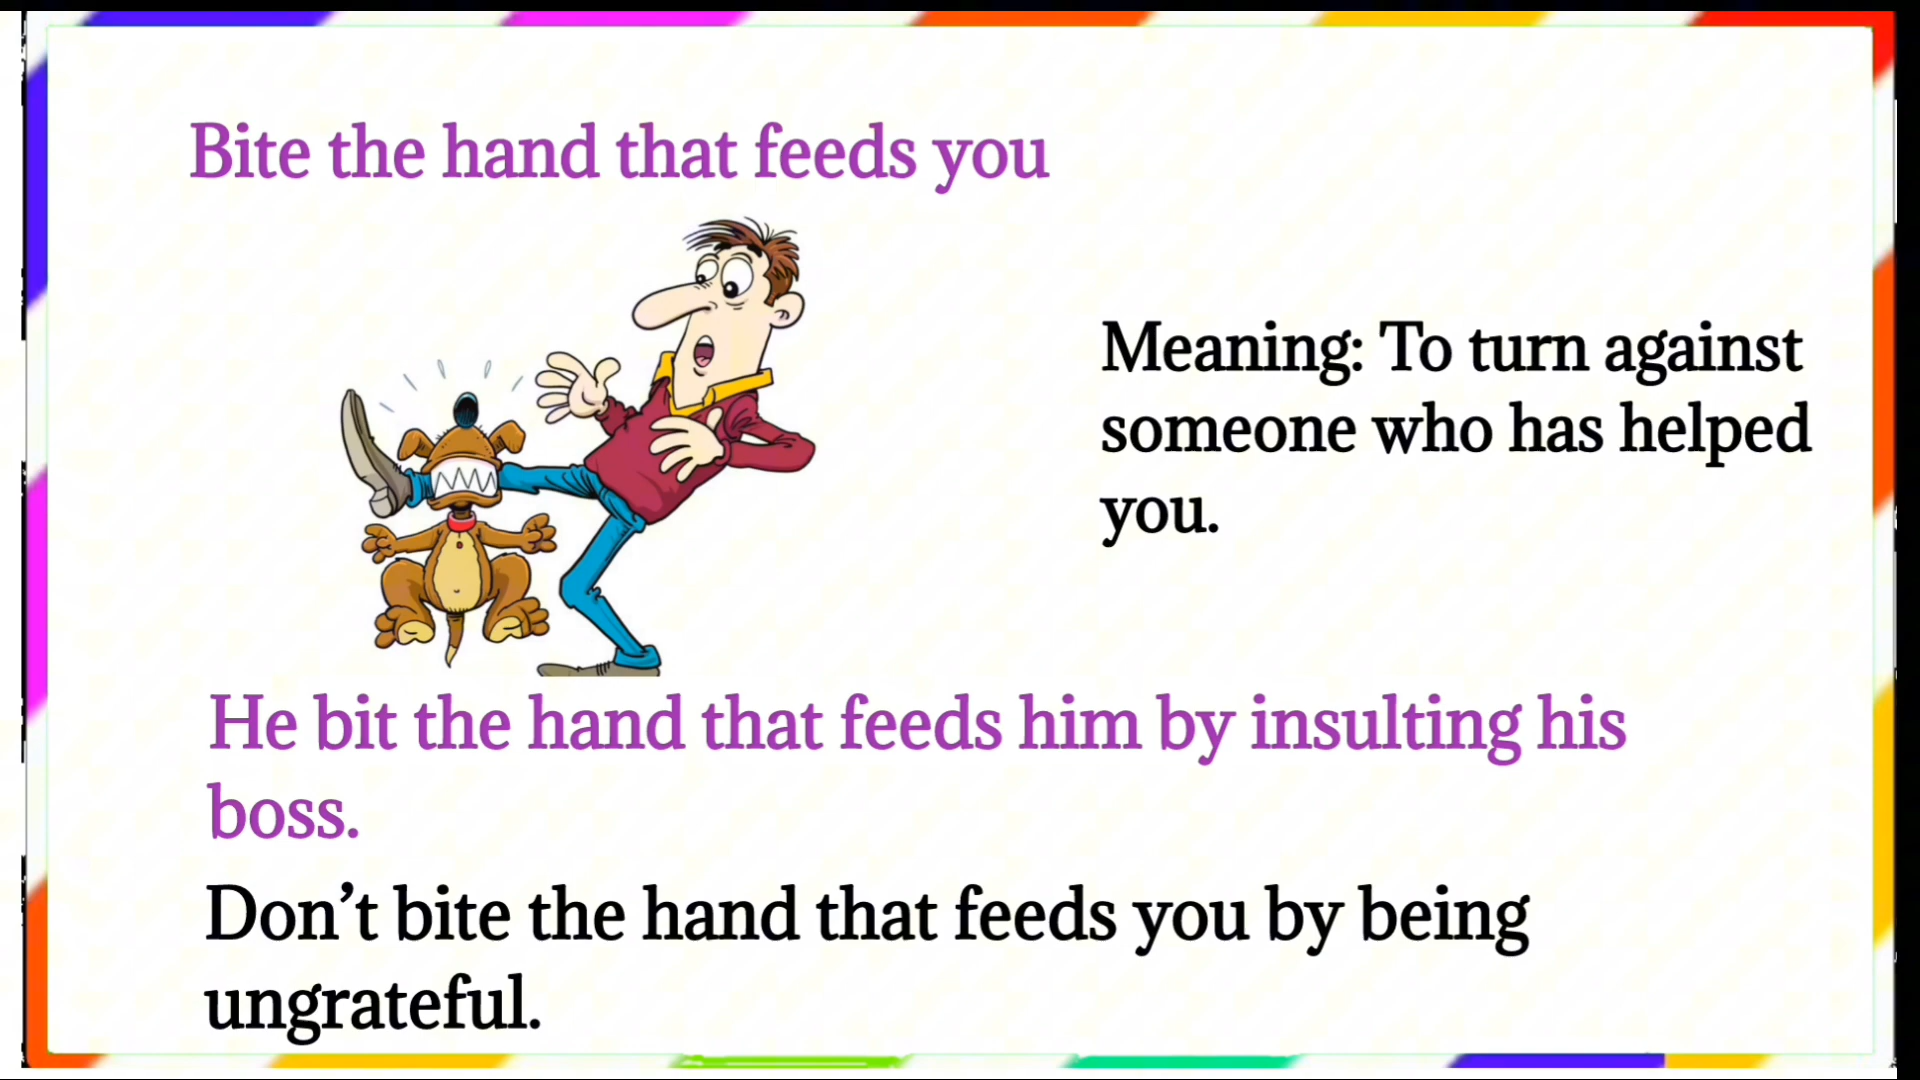 Bite the hand that feeds you
Meaning: To turn against
someone who has helped
you.
He bit the hand that feeds him by insulting his
boss.
Don’t bite the hand that feeds you by being
ungrateful.